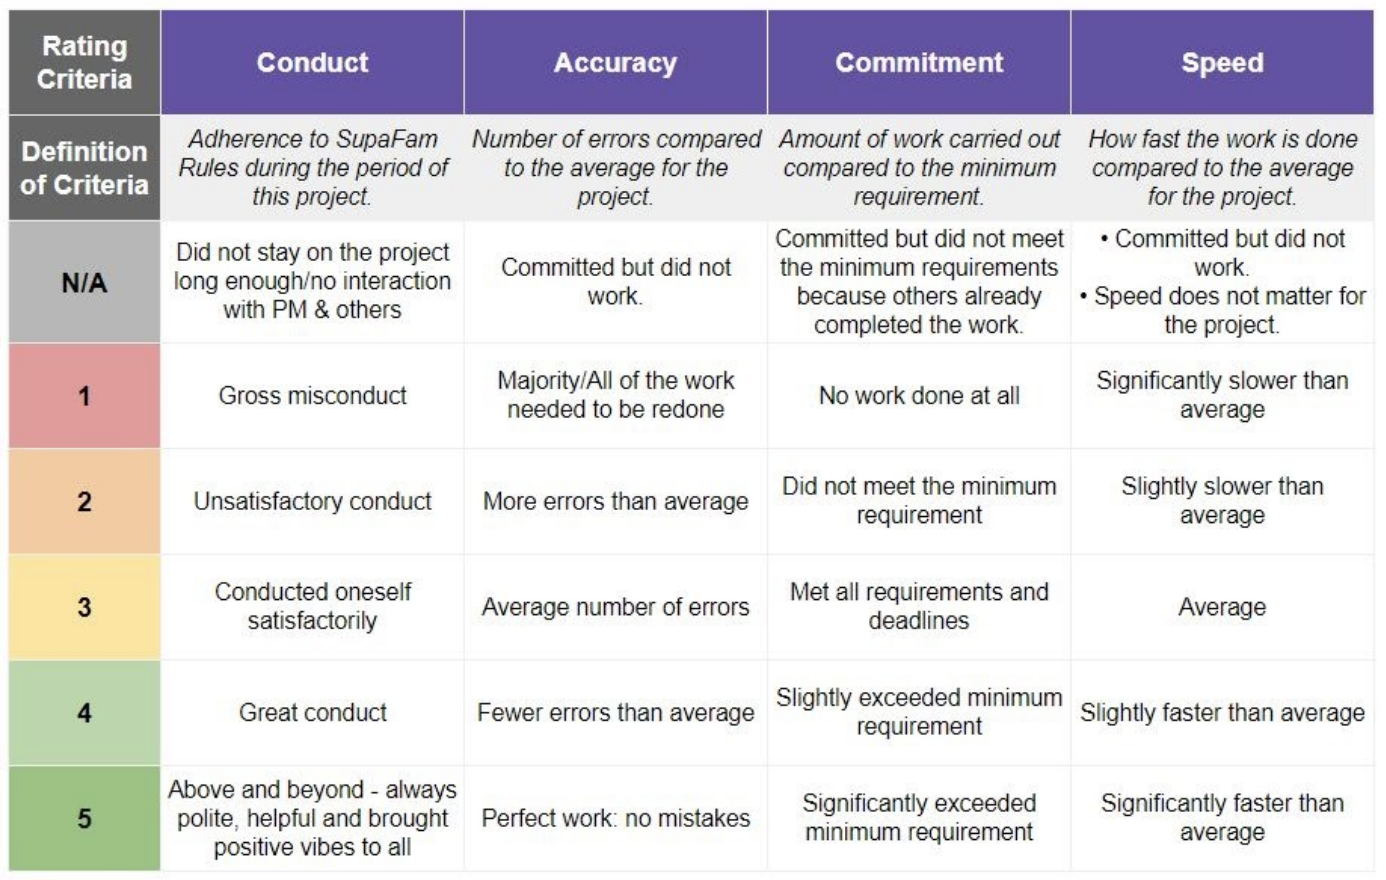 Rating
Criteria
Conduct
Accuracy
Commitment
Speed
Definition
of Criteria
Adherence to SupaFam
Rules during the period of
this project.
Number of errors compared
to the average for the
project.
Amount of work carried out
compared to the minimum
requirement.
How fast the work is done
compared to the average
for the project.
N/A
Did not stay on the project
long enough/no interaction
with PM & others
Committed but did not
work.
Committed but did not meet
the minimum requirements
because others already
completed the work.
• Committed but did not
work.
• Speed does not matter for
the project.
1
Gross misconduct
Majority/All of the work
needed to be redone
No work done at all
Significantly slower than
average
2
Unsatisfactory conduct
More errors than average
Did not meet the minimum
requirement
Slightly slower than
average
3
Conducted oneself
satisfactorily
Average number of errors
Met all requirements and
deadlines
Average
4
Great conduct
Fewer errors than average
Slightly exceeded minimum
requirement
Slightly faster than average
5
Above and beyond - always
polite, helpful and brought
positive vibes to all
Perfect work: no mistakes
Significantly exceeded
minimum requirement
Significantly faster than
average